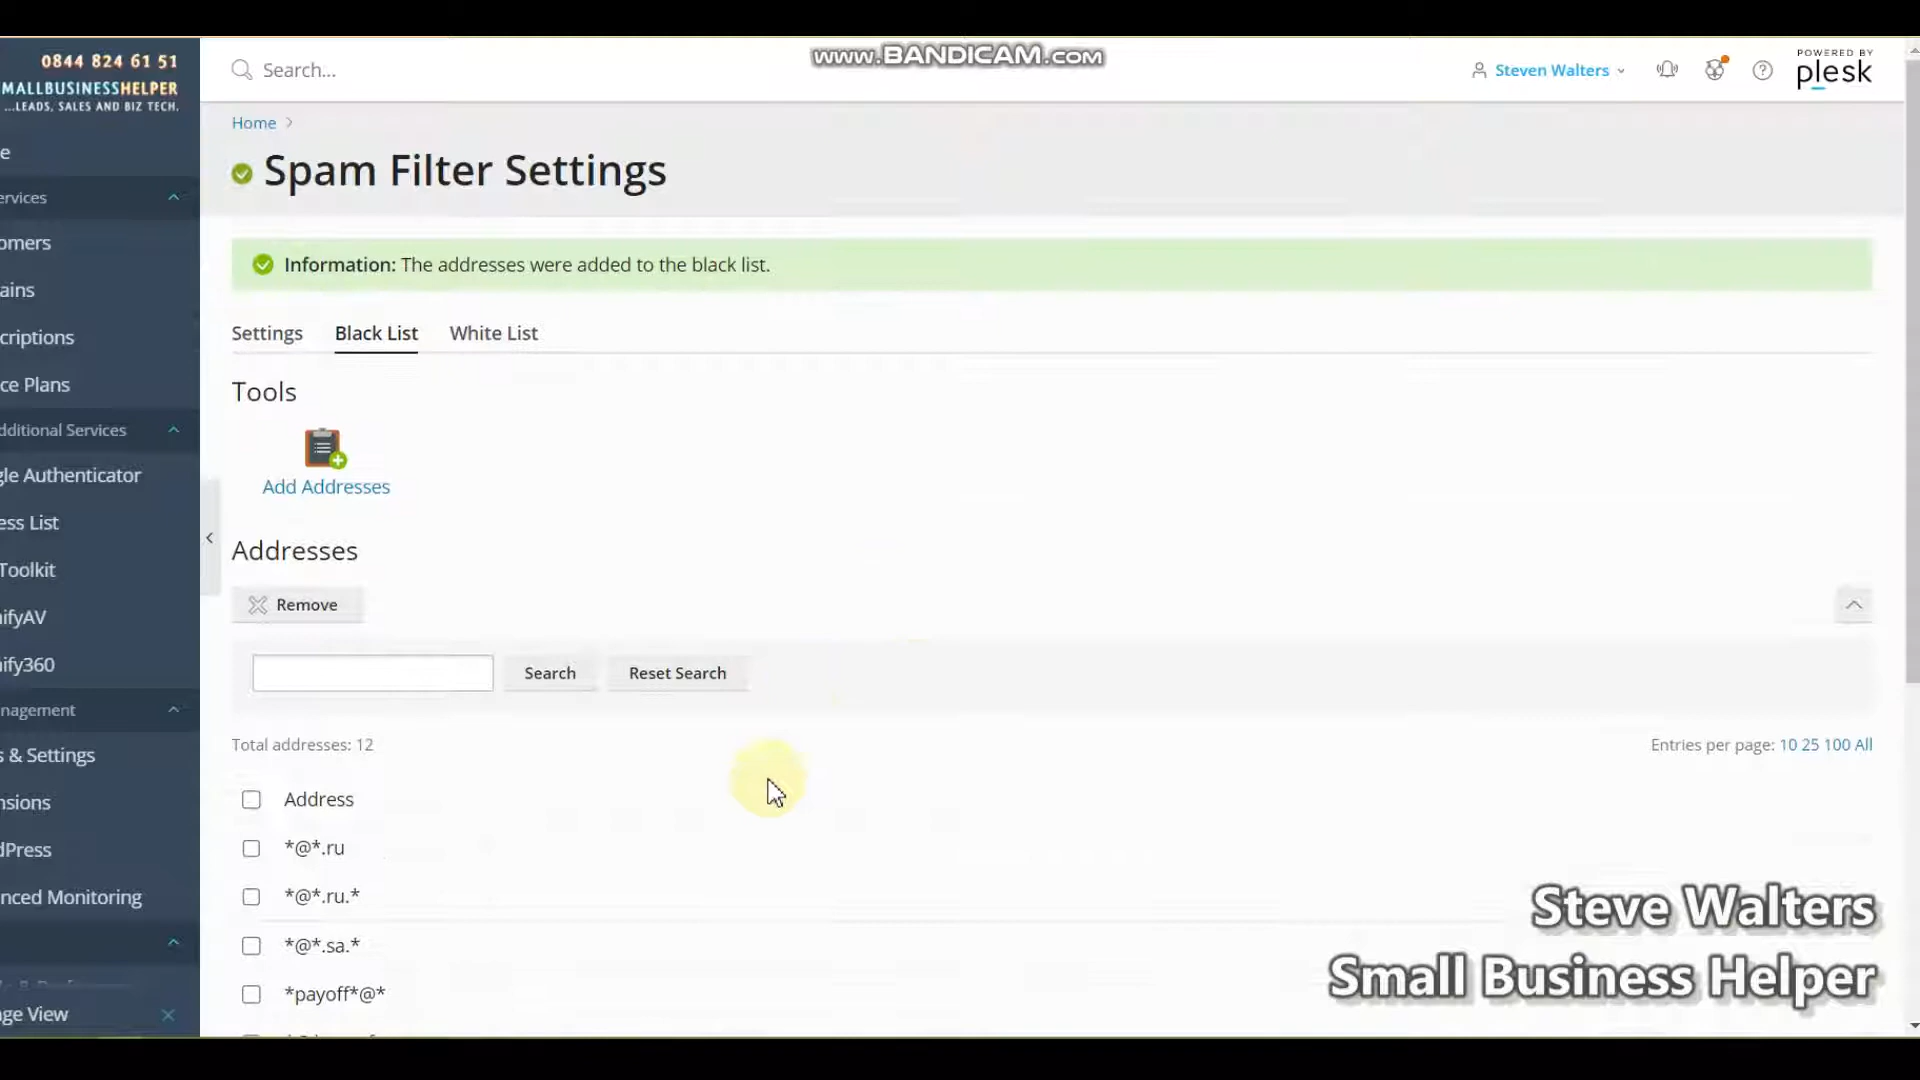 www.BANDICAM.com
0844 824 61 51
MALLBUSINESSHELPER
...LEADS, SALES AND BIZ TECH.
Search...
Steven Walters
POWERED BY
plesk
e
ervices
omers
ains
criptions
ce Plans
dditional Services
gle Authenticator
ess List
Toolkit
nifyAV
nify360
nagement
s & Settings
nsions
dPress
nced Monitoring
ge View
Home
Spam Filter Settings
Information: The addresses were added to the black list.
Settings Black List White List
Tools
Add Addresses
Addresses
Remove
Search Reset Search
Total addresses: 12
Entries per page: 10 25 100 All
Address
*@*.ru
*@*.ru.*
*@*.sa.*
*payoff*@*
Steve Walters
Small Business Helper